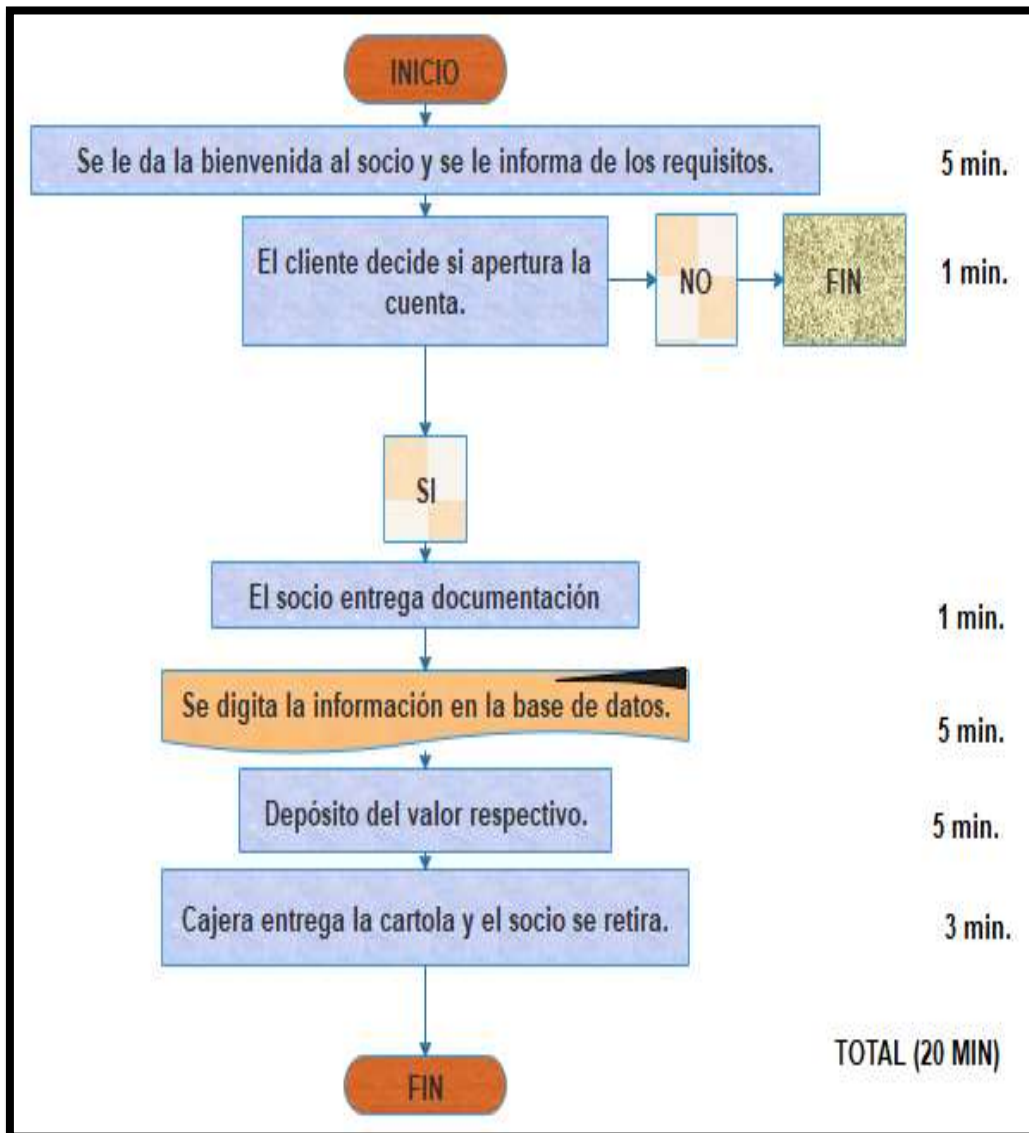 INICIO
Se le da la bienvenida al socio y se le informa de los requisitos.
5 min.
El cliente decide si apertura la
cuenta.
NO
FIN
1 min.
SI
El socio entrega documentación
1 min.
Se digita la información en la base de datos.
5 min.
Depósito del valor respectivo.
5 min.
Cajera entrega la cartola y el socio se retira.
3 min.
TOTAL (20 MIN)
FIN